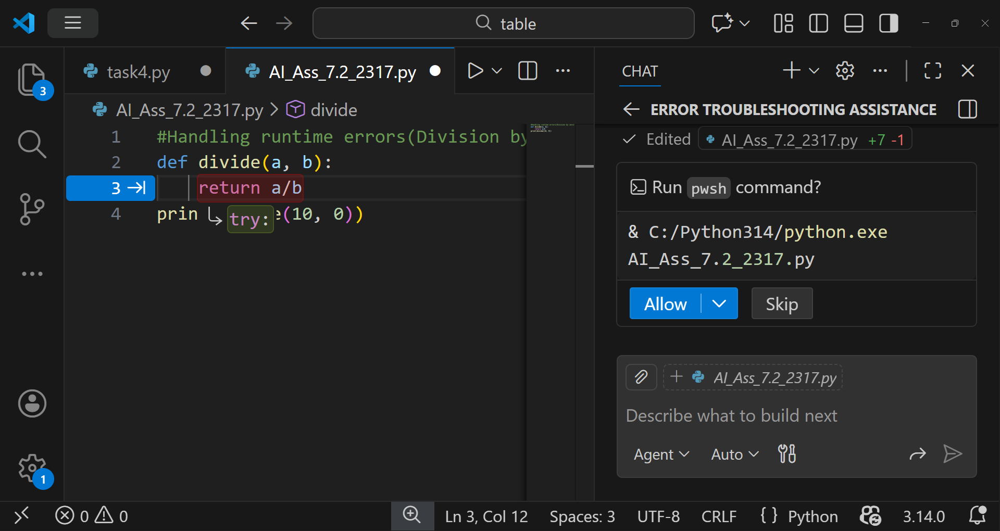 table
task4.py
AI_Ass_7.2_2317.py
CHAT
AI_Ass_7.2_2317.py > divide
ERROR TROUBLESHOOTING ASSISTANCE
Edited AI_Ass_7.2_2317.py +7 -1
3
1 #Handling runtime errors(Division by
2 def divide(a, b):
3 return a/b
4 prin try: e(10, 0))
Run pwsh command?
& C:/Python314/python.exe
AI_Ass_7.2_2317.py
Allow
Skip
AI_Ass_7.2_2317.py
Describe what to build next
Agent
Auto
1
0 0
Ln 3, Col 12
Spaces: 3
UTF-8
CRLF
{ } Python
3.14.0